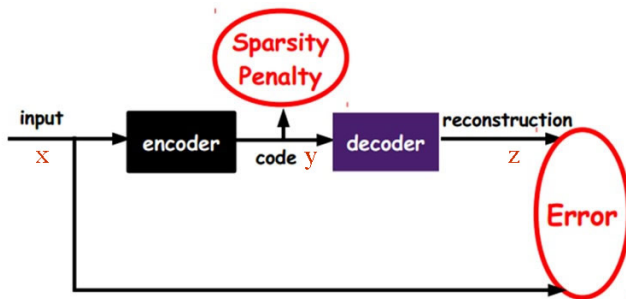 Sparsity
Penalty
input
reconstruction
encoder
decoder
x
code
y
z
Error